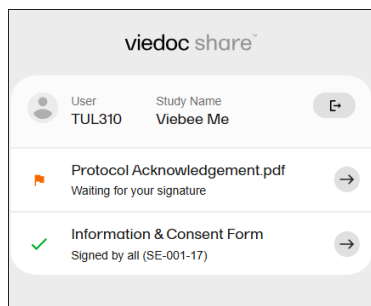 viedoc share™
User Study Name
TUL310 Viebee Me
Protocol Acknowledgement.pdf
Waiting for your signature
Information & Consent Form
Signed by all (SE-001-17)